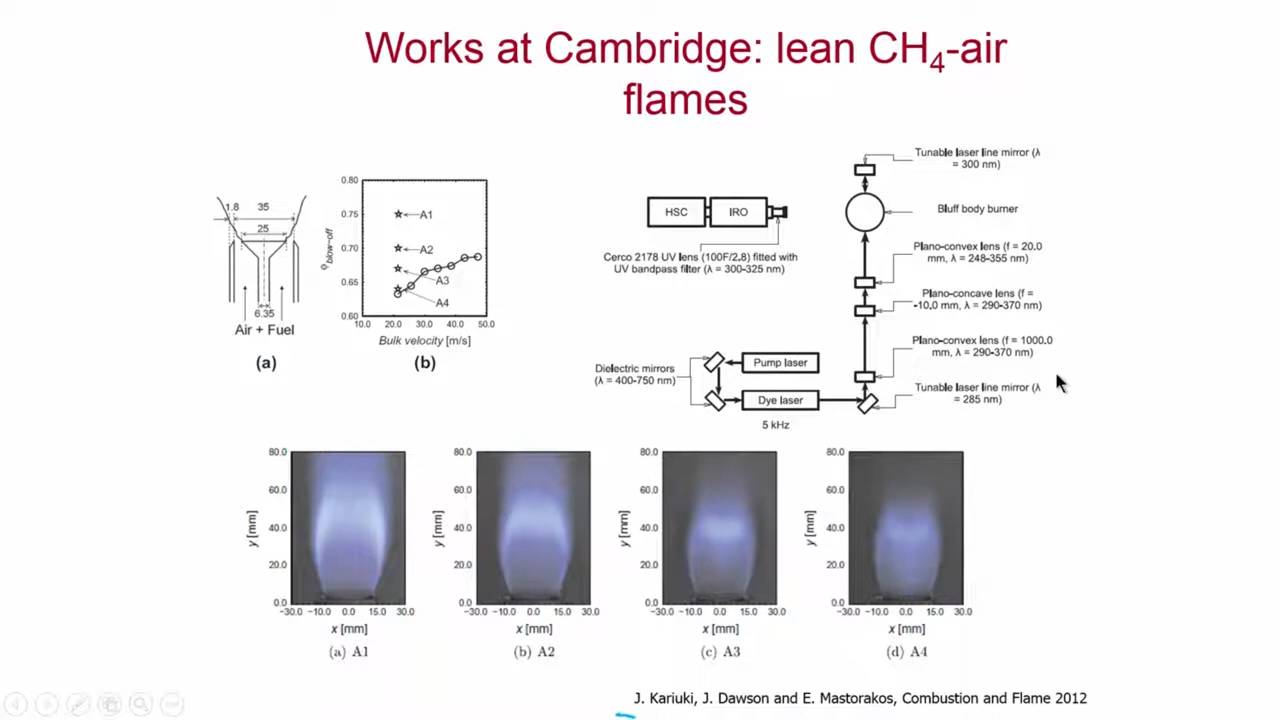 Works at Cambridge: lean CH4-air
flames
1.8
35
25
6.35
Air + Fuel
(a)
0.80
0.75
0.70
0.65
0.60
ϕblow-off
A1
A2
A3
A4
10.0 20.0 30.0 40.0 50.0
Bulk velocity [m/s]
(b)
HSC
IRO
Cerco 2178 UV lens (100F/2.8) fitted with
UV bandpass filter (λ = 300-325 nm)
Tunable laser line mirror (λ
= 300 nm)
Bluff body burner
Plano-convex lens (f = 20.0
mm, λ = 248-355 nm)
Plano-concave lens (f =
-10.0 mm, λ = 290-370 nm)
Plano-convex lens (f = 1000.0
mm, λ = 290-370 nm)
Tunable laser line mirror (λ
= 285 nm)
Dielectric mirrors
(λ = 400-750 nm)
Pump laser
Dye laser
5 kHz
80.0
60.0
40.0
20.0
0.0
y [mm]
−30.0 −10.0 0.0 15.0 30.0
x [mm]
(a) A1
80.0
60.0
40.0
20.0
0.0
y [mm]
−30.0 −10.0 0.0 15.0 30.0
x [mm]
(b) A2
80.0
60.0
40.0
20.0
0.0
y [mm]
−30.0 −10.0 0.0 15.0 30.0
x [mm]
(c) A3
80.0
60.0
40.0
20.0
0.0
y [mm]
−30.0 −10.0 0.0 15.0 30.0
x [mm]
(d) A4
J. Kariuki, J. Dawson and E. Mastorakos, Combustion and Flame 2012